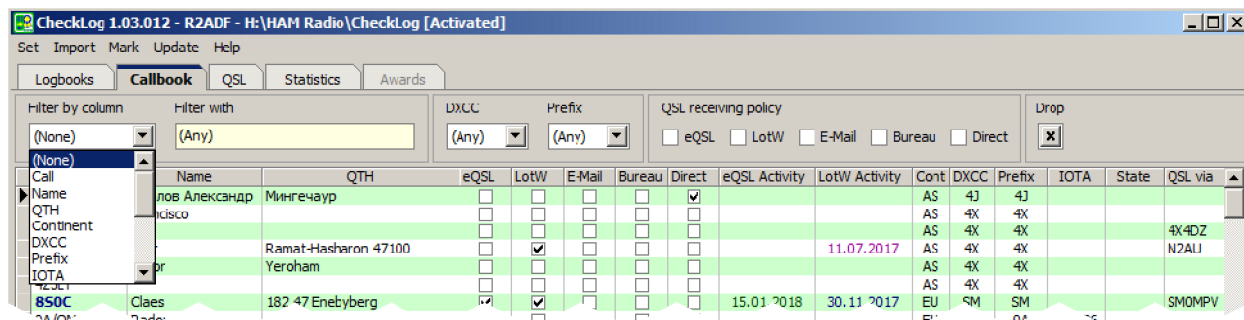 CheckLog 1.03.012 - R2ADF - H:\HAM Radio\CheckLog [Activated]
Set Import Mark Update Help
Logbooks Callbook QSL Statistics Awards
Filter by column Filter with DXCC Prefix QSL receiving policy Drop
(None) (Any) (Any) (Any) eQSL LotW E-Mail Bureau Direct x
(None)
Call
Name
QTH
Continent
DXCC
Prefix
IOTA
Name QTH eQSL LotW E-Mail Bureau Direct eQSL Activity LotW Activity Cont DXCC Prefix IOTA State QSL via
лов Александр Мингечаур AS 4J 4J
ncisco AS 4X 4X
AS 4X 4X 4X4DZ
Ramat-Hasharon 47100 11.07.2017 AS 4X 4X N2AU
or Yeroham AS 4X 4X
AS 4X 4X
8S0C Claes 182 47 Enebyberg 15.01.2018 30.11.2017 EU SM SM SM0MPV